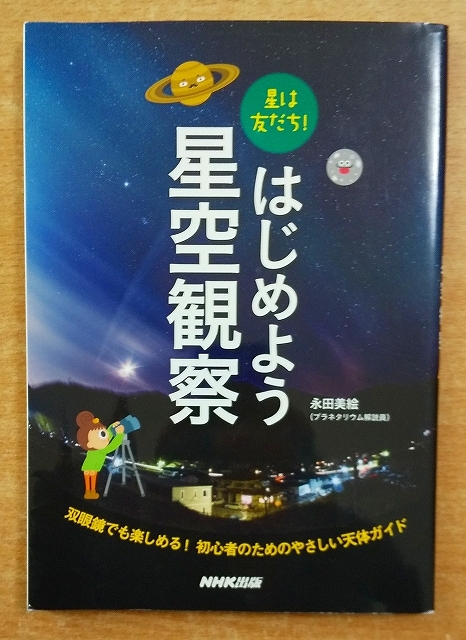 星は
友だち!
はじめよう
星空観察
永田美絵
(プラネタリウム解説員)
双眼鏡でも楽しめる! 初心者のためのやさしい天体ガイド
NHK出版